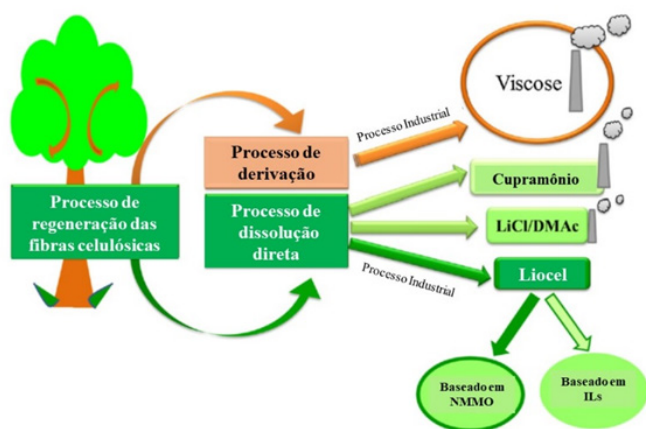 Processo de
regeneração das
fibras celulósicas
Processo de
derivação
Processo de
dissolução
direta
Processo Industrial
Viscose
Cupramônio
LiCl/DMAc
Processo Industrial
Liocel
Baseado em
NMMO
Baseado em
ILs